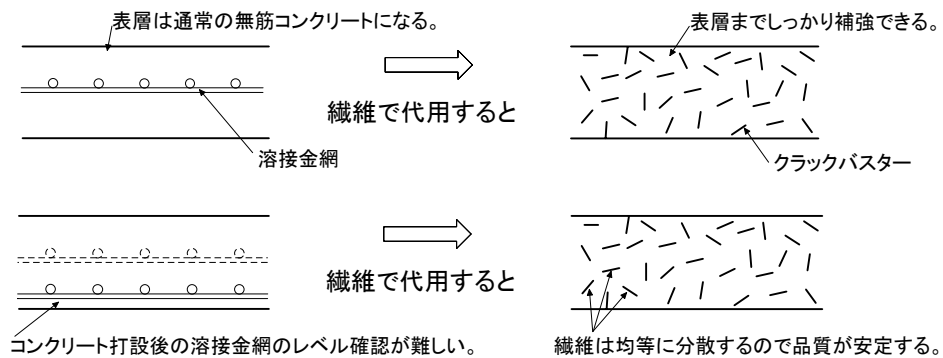 表層は通常の無筋コンクリートになる。
表層までしっかり補強できる。
繊維で代用すると
溶接金網
クラックバスター
繊維で代用すると
コンクリート打設後の溶接金網のレベル確認が難しい。
繊維は均等に分散するので品質が安定する。